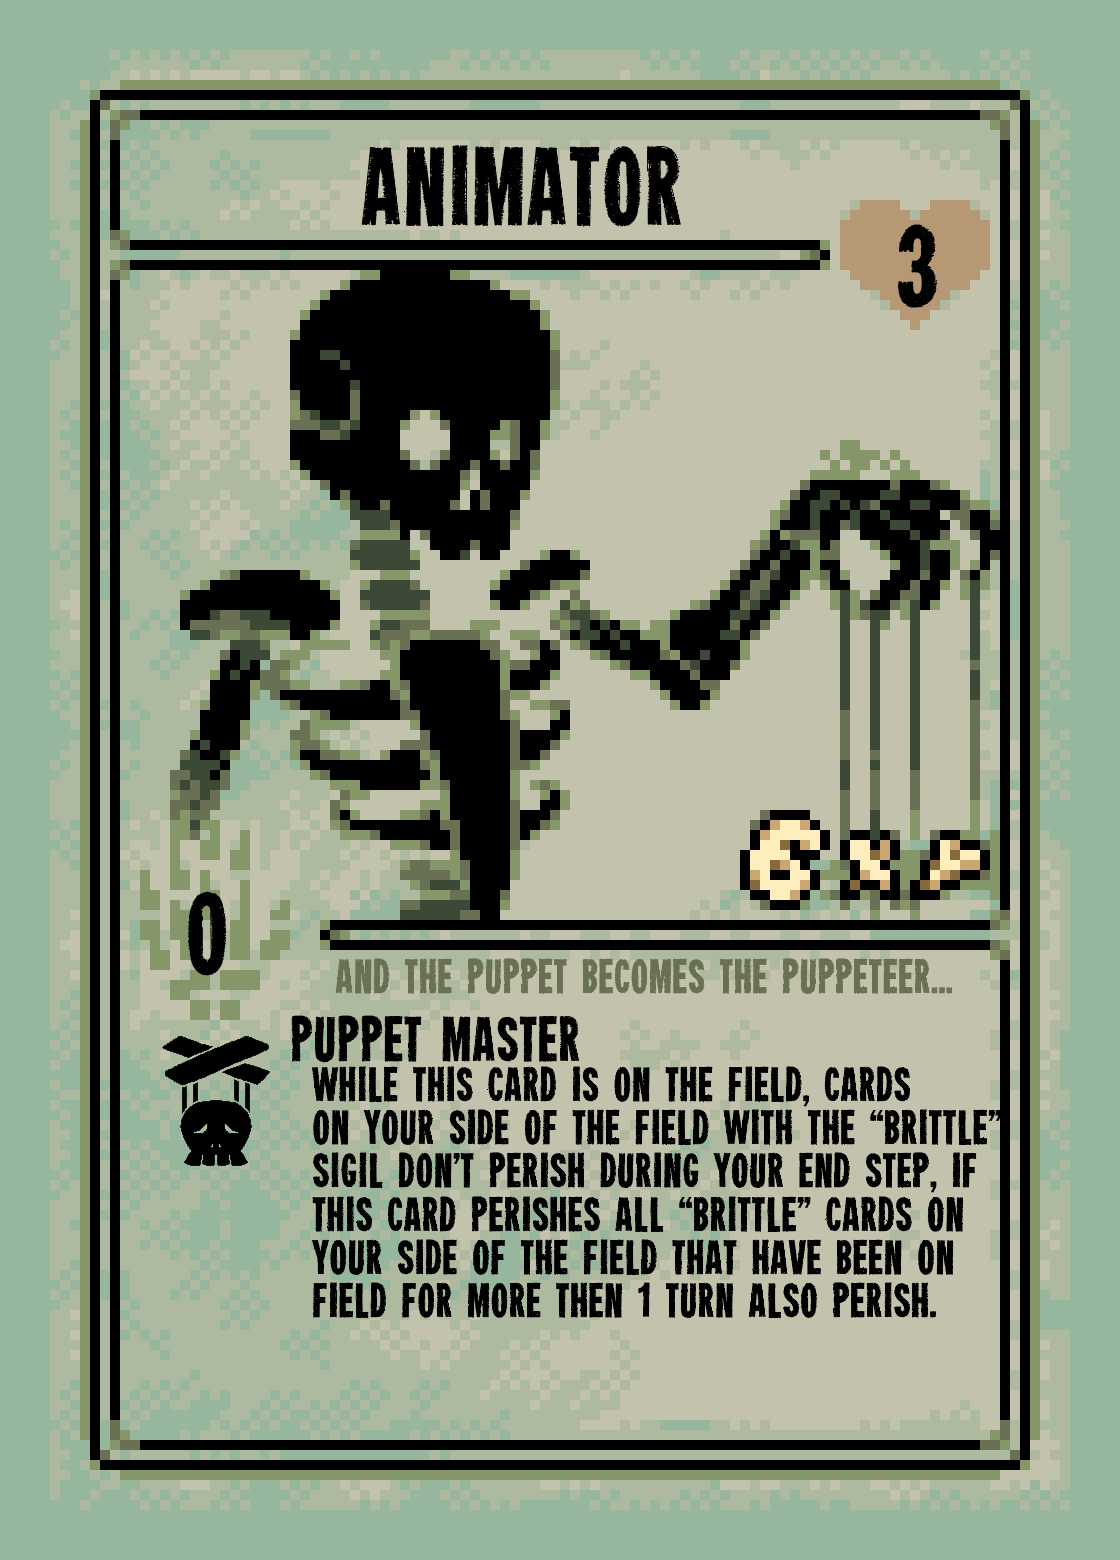 ANIMATOR
3
6X
0
AND THE PUPPET BECOMES THE PUPPETEER...
PUPPET MASTER
WHILE THIS CARD IS ON THE FIELD, CARDS
ON YOUR SIDE OF THE FIELD WITH THE “BRITTLE”
SIGIL DON’T PERISH DURING YOUR END STEP, IF
THIS CARD PERISHES ALL “BRITTLE” CARDS ON
YOUR SIDE OF THE FIELD THAT HAVE BEEN ON
FIELD FOR MORE THEN 1 TURN ALSO PERISH.